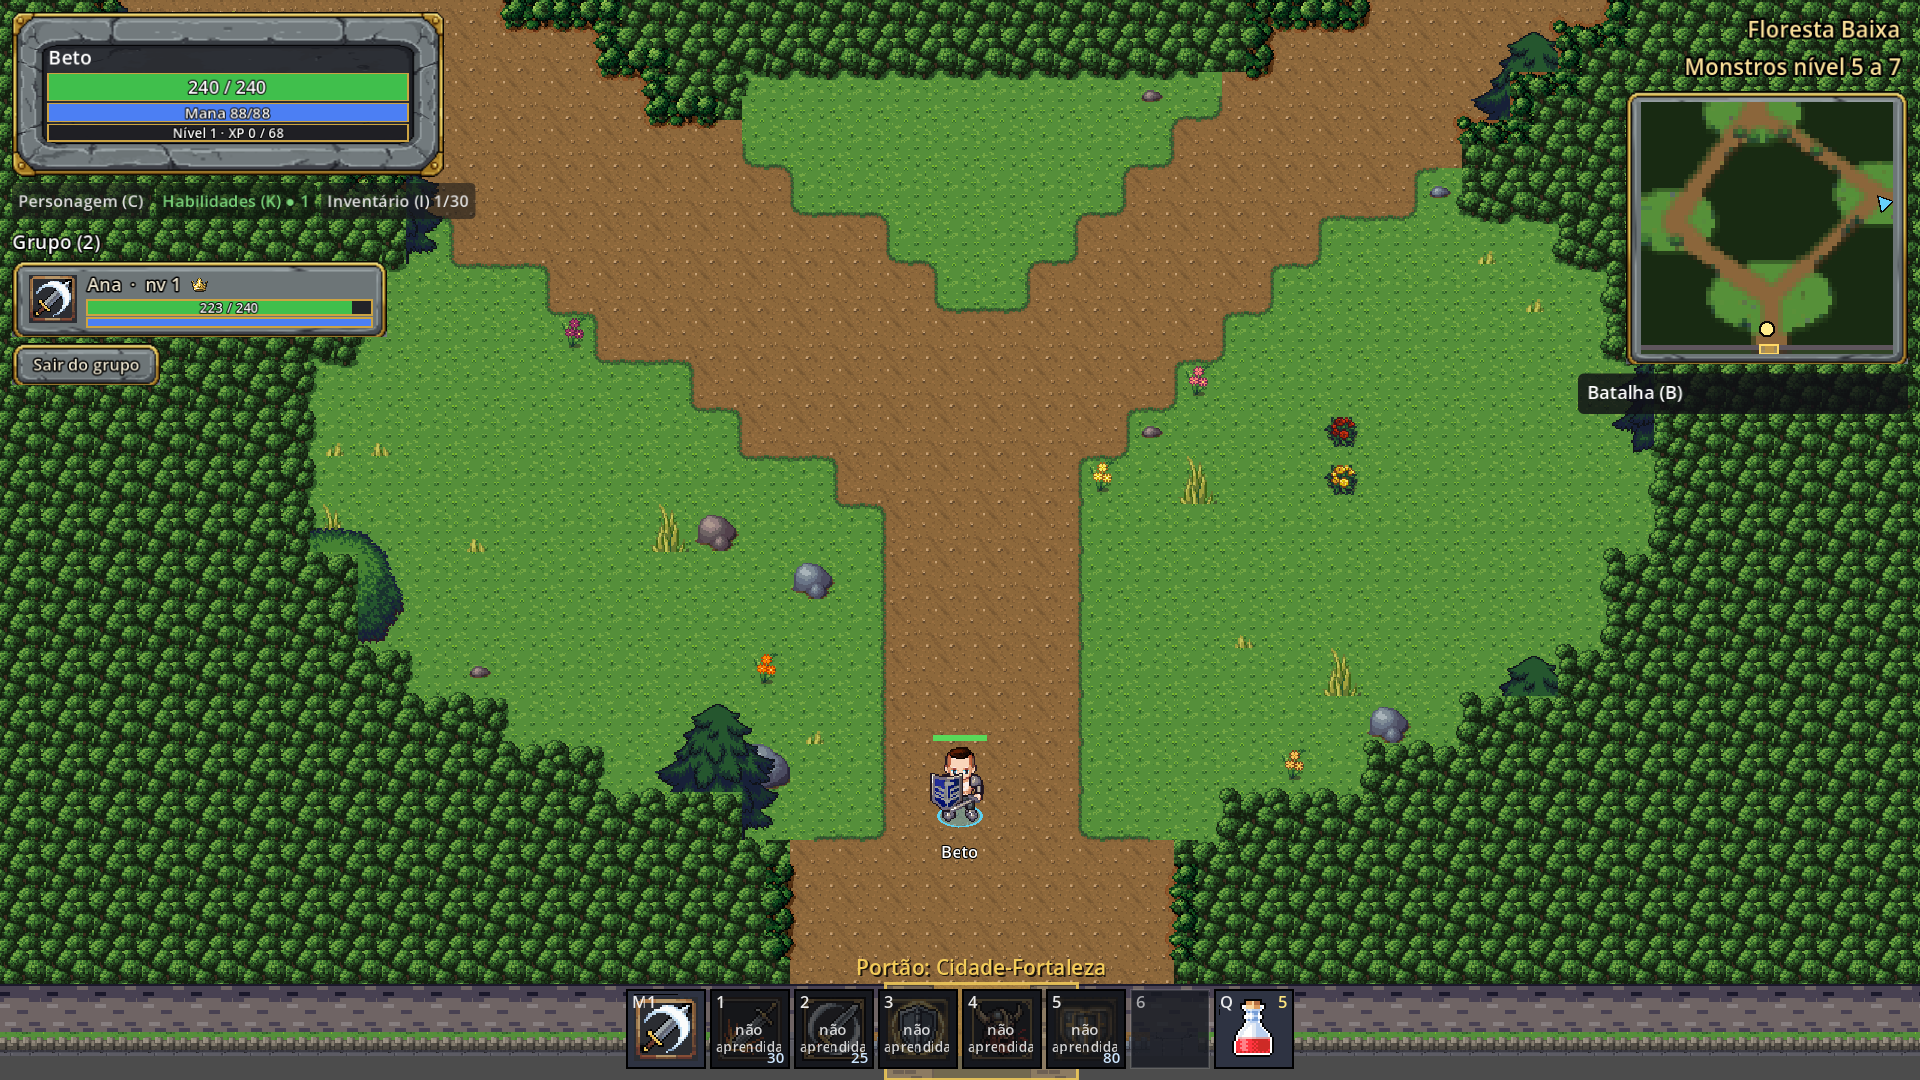 Beto
240 / 240
Mana 88/88
Nível 1 · XP 0 / 68
Personagem (C) · Habilidades (K) ● 1 · Inventário (I) 1/30
Grupo (2)
Ana · nv 1
223 / 240
Sair do grupo
Floresta Baixa
Monstros nível 5 a 7
Batalha (B)
Beto
Portão: Cidade-Fortaleza
M1
1 não aprendida 30
2 não aprendida 25
3 não aprendida
4 não aprendida
5 não aprendida 80
6
Q 5